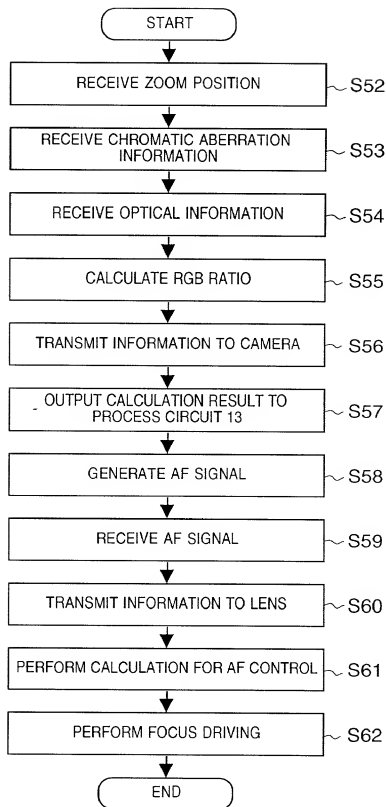 START
RECEIVE ZOOM POSITION
S52
RECEIVE CHROMATIC ABERRATION
INFORMATION
S53
RECEIVE OPTICAL INFORMATION
S54
CALCULATE RGB RATIO
S55
TRANSMIT INFORMATION TO CAMERA
S56
OUTPUT CALCULATION RESULT TO
PROCESS CIRCUIT 13
S57
GENERATE AF SIGNAL
S58
RECEIVE AF SIGNAL
S59
TRANSMIT INFORMATION TO LENS
S60
PERFORM CALCULATION FOR AF CONTROL
S61
PERFORM FOCUS DRIVING
S62
END